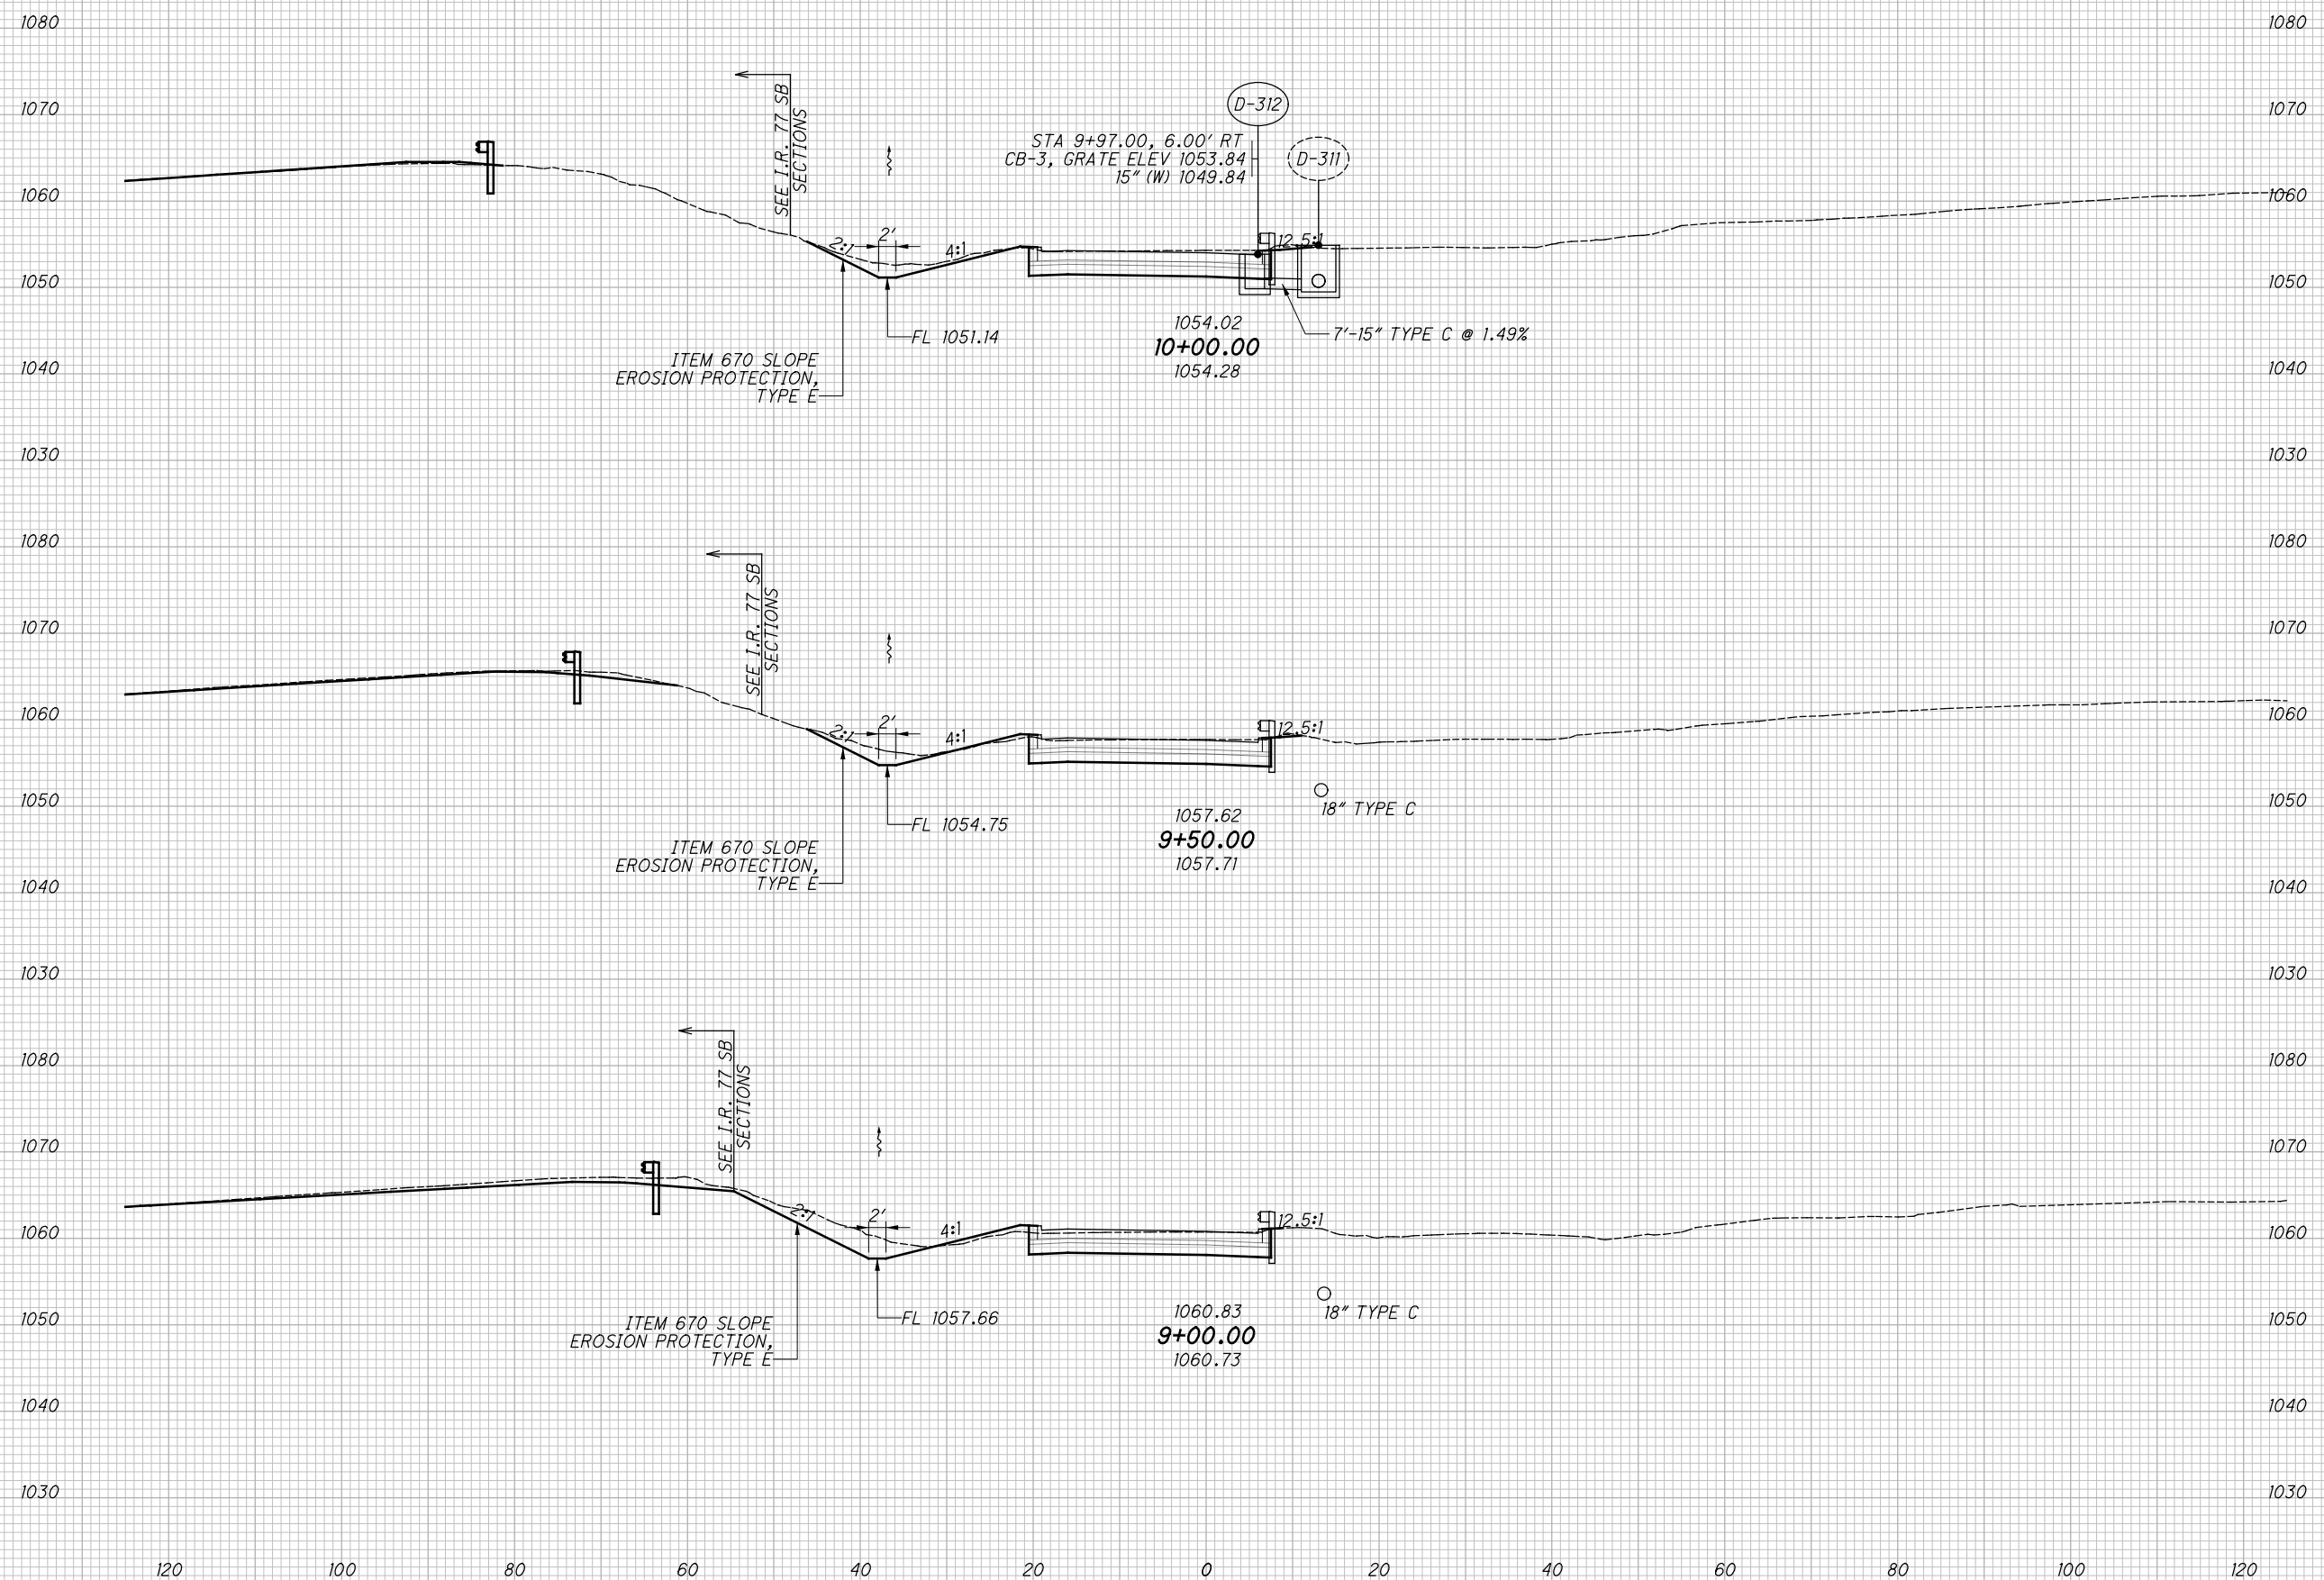 1080 1080
1070 1070
1060 1060
1050 1050
1040 1040
1030 1030
SEE I.R. 77 SB
SECTIONS
D-312
D-311
STA 9+97.00, 6.00' RT
CB-3, GRATE ELEV 1053.84
15" (W) 1049.84
2:1
2'
4:1
12.5:1
FL 1051.14
ITEM 670 SLOPE
EROSION PROTECTION,
TYPE E
1054.02
10+00.00
1054.28
7'-15" TYPE C @ 1.49%
1080 1080
1070 1070
1060 1060
1050 1050
1040 1040
1030 1030
SEE I.R. 77 SB
SECTIONS
2:1
2'
4:1
12.5:1
FL 1054.75
ITEM 670 SLOPE
EROSION PROTECTION,
TYPE E
1057.62
9+50.00
1057.71
18" TYPE C
1080 1080
1070 1070
1060 1060
1050 1050
1040 1040
1030 1030
SEE I.R. 77 SB
SECTIONS
2:1
2'
4:1
12.5:1
FL 1057.66
ITEM 670 SLOPE
EROSION PROTECTION,
TYPE E
1060.83
9+00.00
1060.73
18" TYPE C
120 100 80 60 40 20 0 20 40 60 80 100 120